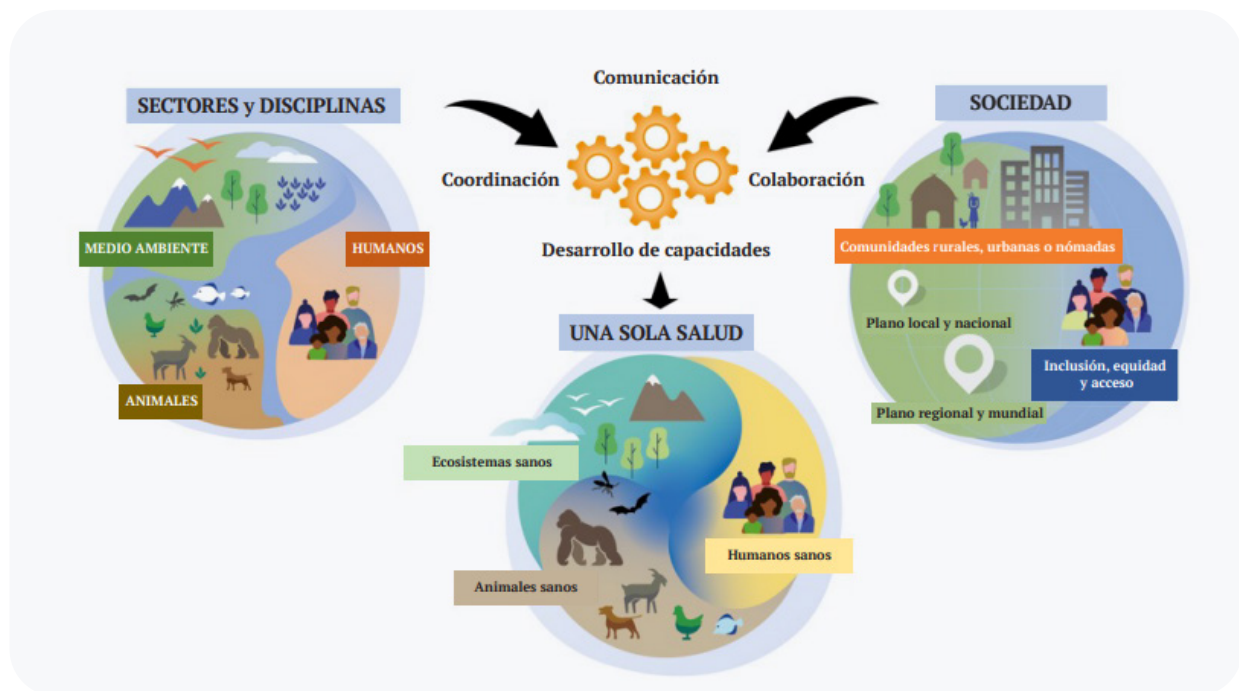 SECTORES y DISCIPLINAS
MEDIO AMBIENTE
HUMANOS
ANIMALES
Comunicación
Coordinación
Colaboración
Desarrollo de capacidades
SOCIEDAD
Comunidades rurales, urbanas o nómadas
Plano local y nacional
Inclusión, equidad
y acceso
Plano regional y mundial
UNA SOLA SALUD
Ecosistemas sanos
Humanos sanos
Animales sanos